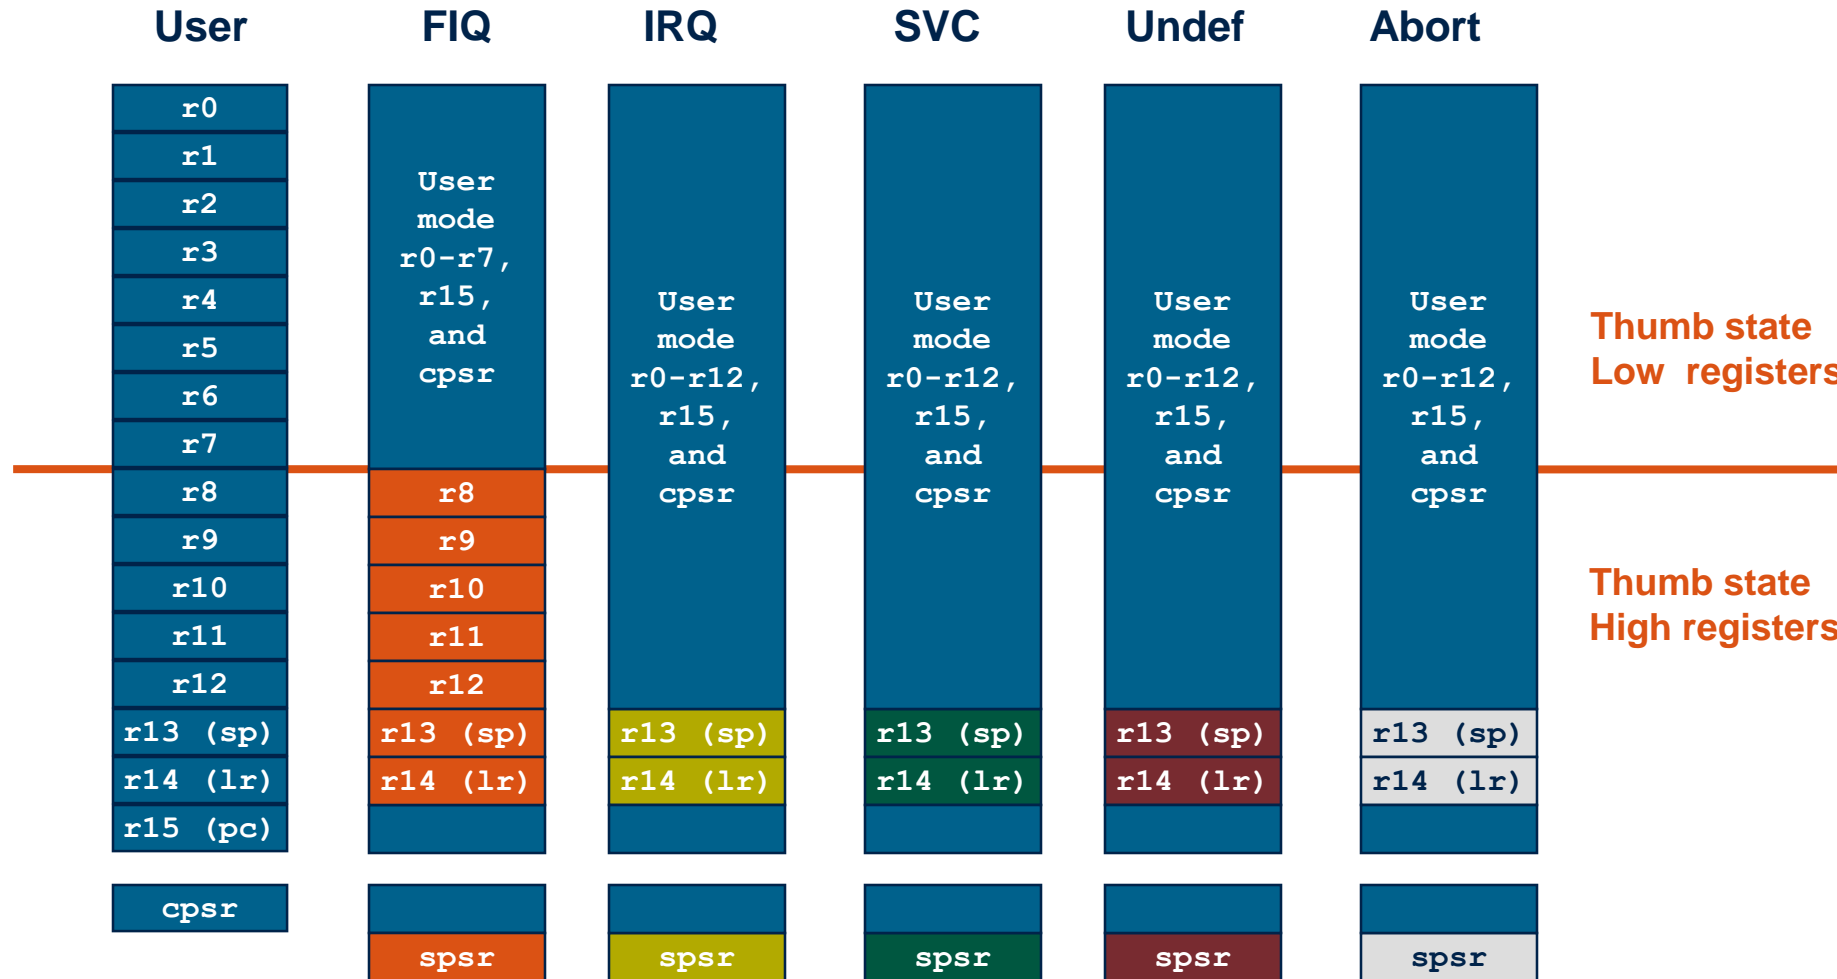 User
FIQ
IRQ
SVC
Undef
Abort
r0
r1
r2
r3
r4
r5
r6
r7
r8
r9
r10
r11
r12
r13 (sp)
r14 (lr)
r15 (pc)
cpsr
User
mode
r0-r7,
r15,
and
cpsr
r8
r9
r10
r11
r12
r13 (sp)
r14 (lr)
spsr
User
mode
r0-r12,
r15,
and
cpsr
r13 (sp)
r14 (lr)
spsr
User
mode
r0-r12,
r15,
and
cpsr
r13 (sp)
r14 (lr)
spsr
User
mode
r0-r12,
r15,
and
cpsr
r13 (sp)
r14 (lr)
spsr
User
mode
r0-r12,
r15,
and
cpsr
r13 (sp)
r14 (lr)
spsr
Thumb state
Low registers
Thumb state
High registers